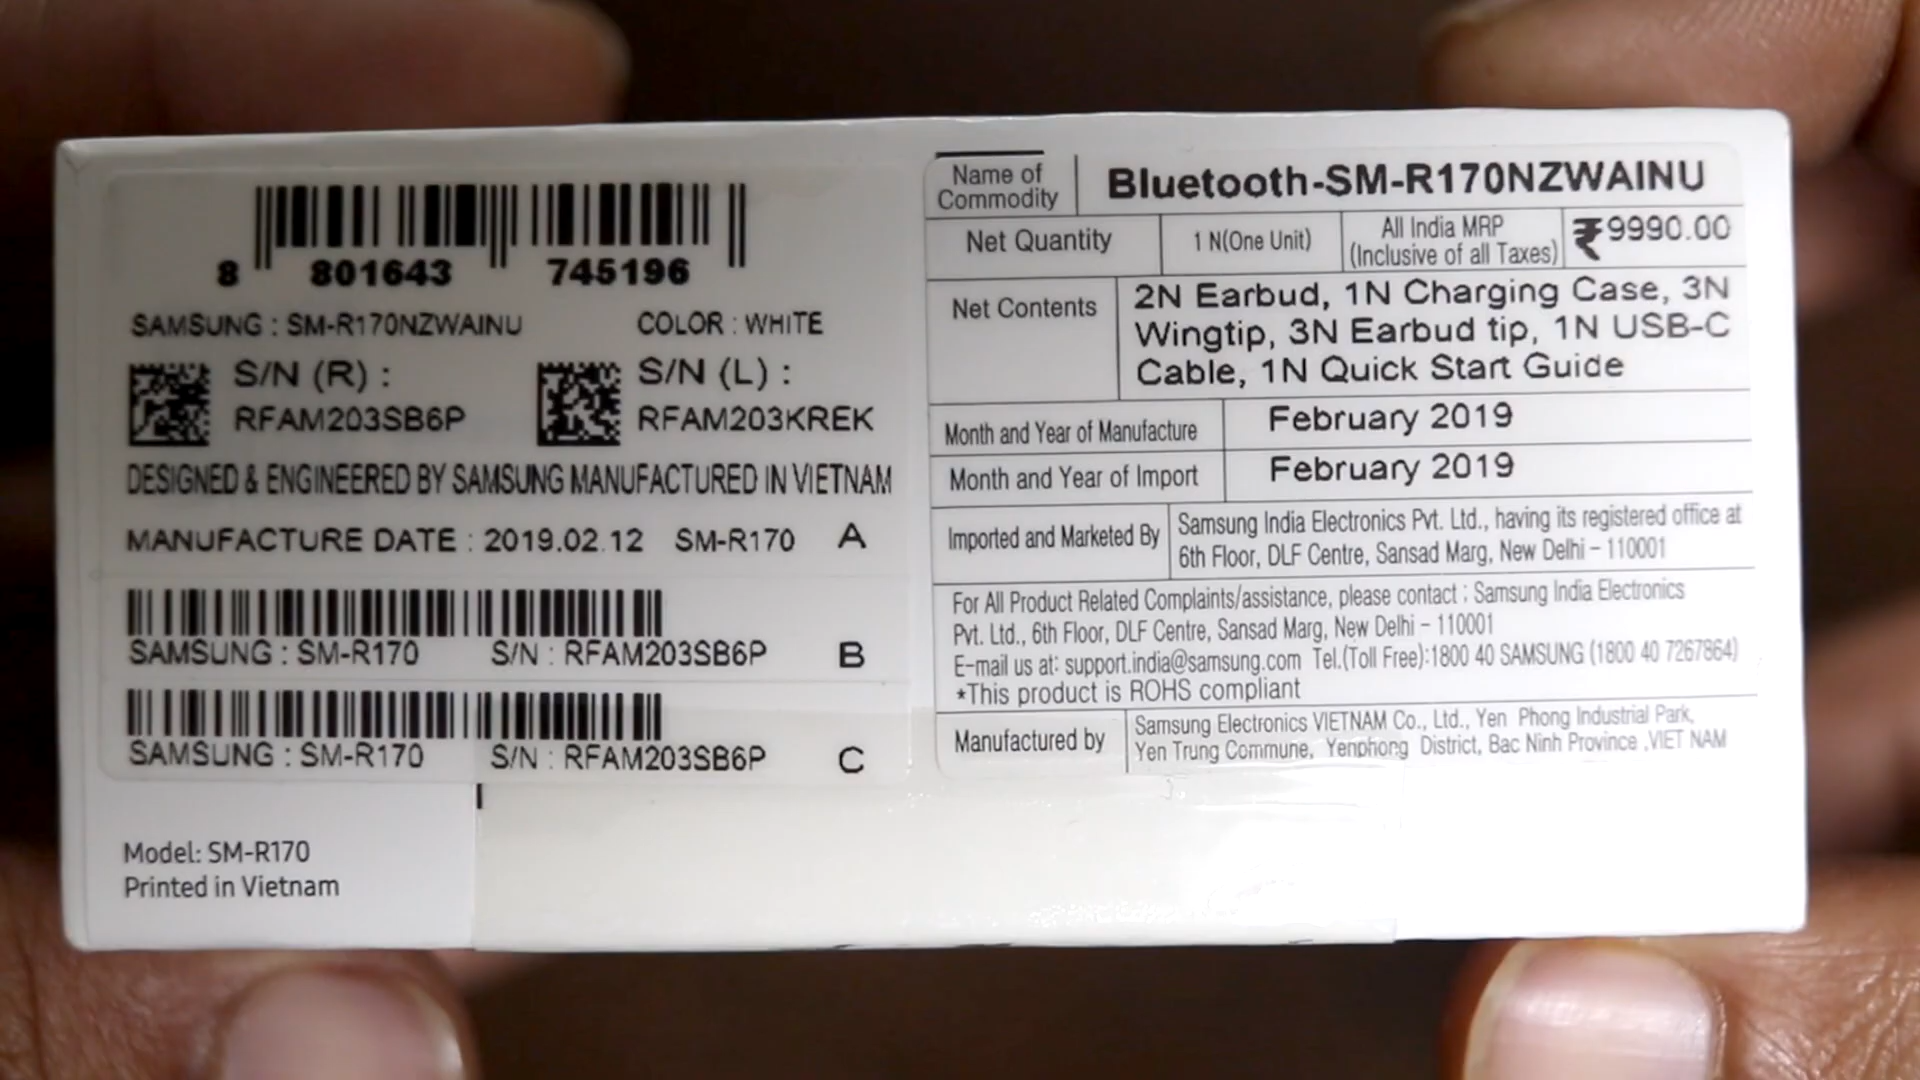 8 801643 745196
SAMSUNG : SM-R170NZWAINU COLOR : WHITE
S/N (R) :
RFAM203SB6P
S/N (L) :
RFAM203KREK
DESIGNED & ENGINEERED BY SAMSUNG MANUFACTURED IN VIETNAM
MANUFACTURE DATE : 2019.02.12 SM-R170 A
SAMSUNG : SM-R170 S/N : RFAM203SB6P B
SAMSUNG : SM-R170 S/N : RFAM203SB6P C
Model: SM-R170
Printed in Vietnam
Name of
Commodity
Bluetooth-SM-R170NZWAINU
Net Quantity
1 N(One Unit)
All India MRP
(Inclusive of all Taxes)
₹9990.00
Net Contents
2N Earbud, 1N Charging Case, 3N
Wingtip, 3N Earbud tip, 1N USB-C
Cable, 1N Quick Start Guide
Month and Year of Manufacture
February 2019
Month and Year of Import
February 2019
Imported and Marketed By
Samsung India Electronics Pvt. Ltd., having its registered office at
6th Floor, DLF Centre, Sansad Marg, New Delhi - 110001
For All Product Related Complaints/assistance, please contact : Samsung India Electronics
Pvt. Ltd., 6th Floor, DLF Centre, Sansad Marg, New Delhi - 110001
E-mail us at: support.india@samsung.com Tel.(Toll Free):1800 40 SAMSUNG (1800 40 7267864)
*This product is ROHS compliant
Manufactured by
Samsung Electronics VIETNAM Co., Ltd., Yen Phong Industrial Park,
Yen Trung Commune, Yenphong District, Bac Ninh Province ,VIET NAM